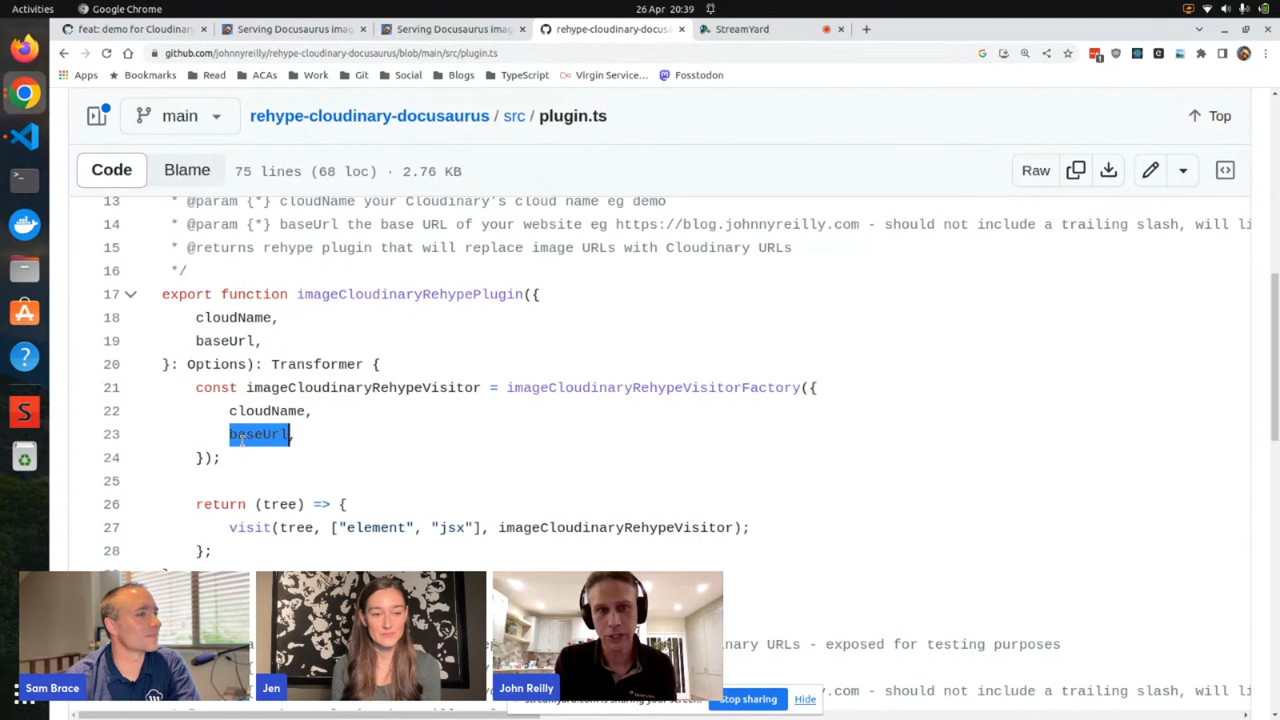 Activities
Google Chrome
26 Apr 20:39
feat: demo for Cloudinary
Serving Docusaurus imag
Serving Docusaurus imag
rehype-cloudinary-docusa
StreamYard
github.com/johnnyreilly/rehype-cloudinary-docusaurus/blob/main/src/plugin.ts
Apps
Bookmarks
Read
ACAs
Work
Git
Social
Blogs
TypeScript
Virgin Service...
Fosstodon
main
rehype-cloudinary-docusaurus / src / plugin.ts
Top
Code
Blame
75 lines (68 loc) · 2.76 KB
Raw
13 * @param {*} cloudName your Cloudinary's cloud name eg demo
14 * @param {*} baseUrl the base URL of your website eg https://blog.johnnyreilly.com - should not include a trailing slash, will li
15 * @returns rehype plugin that will replace image URLs with Cloudinary URLs
16 */
17 export function imageCloudinaryRehypePlugin({
18 cloudName,
19 baseUrl,
20 }: Options): Transformer {
21 const imageCloudinaryRehypeVisitor = imageCloudinaryRehypeVisitorFactory({
22 cloudName,
23 baseUrl,
24 });
25
26 return (tree) => {
27 visit(tree, ["element", "jsx"], imageCloudinaryRehypeVisitor);
28 };
URLs - exposed for testing purposes
.com - should not include a trailing slash, will li
Sam Brace
Jen
John Reilly
is sharing your screen.
Stop sharing
Hide